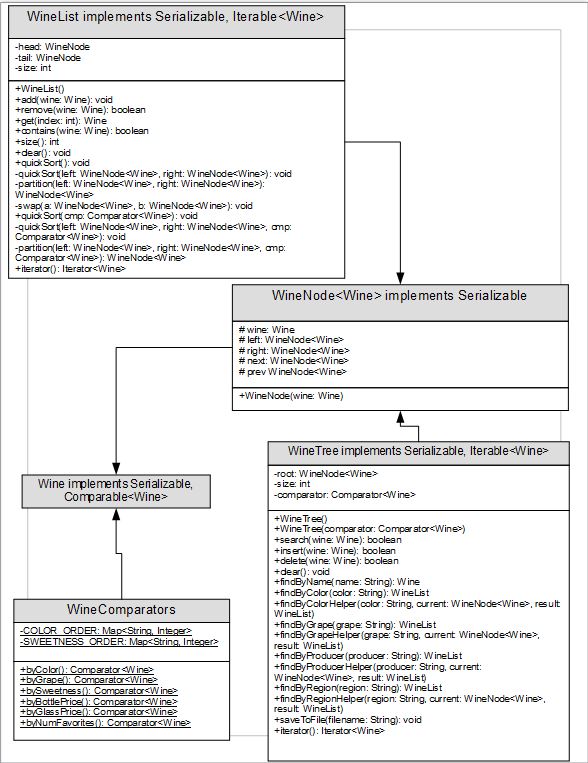 WineList implements Serializable, Iterable<Wine>
-head: WineNode
-tail: WineNode
-size: int
+WineList()
+add(wine: Wine): void
+remove(wine: Wine): boolean
+get(index: int): Wine
+contains(wine: Wine): boolean
+size(): int
+clear(): void
+quickSort(): void
-quickSort(left: WineNode<Wine>, right: WineNode<Wine>): void
-partition(left: WineNode<Wine>, right: WineNode<Wine>):
WineNode<Wine>
-swap(a: WineNode<Wine>, b: WineNode<Wine>): void
+quickSort(cmp: Comparator<Wine>): void
-quickSort(left: WineNode<Wine>, right: WineNode<Wine>, cmp:
Comparator<Wine>): void
-partition(left: WineNode<Wine>, right: WineNode<Wine>, cmp:
Comparator<Wine>): WineNode<Wine>
+iterator(): Iterator<Wine>
WineNode<Wine> implements Serializable
# wine: Wine
# left: WineNode<Wine>
# right: WineNode<Wine>
# next: WineNode<Wine>
# prev WineNode<Wine>
+WineNode(wine: Wine)
Wine implements Serializable,
Comparable<Wine>
WineTree implements Serializable, Iterable<Wine>
-root: WineNode<Wine>
-size: int
-comparator: Comparator<Wine>
+WineTree()
+WineTree(comparator: Comparator<Wine>)
+search(wine: Wine): boolean
+insert(wine: Wine): boolean
+delete(wine: Wine): boolean
+clear(): void
+findByName(name: String): Wine
+findByColor(color: String): WineList
+findByColorHelper(color: String, current: WineNode<Wine>, result:
WineList)
+findByGrape(grape: String): WineList
+findByGrapeHelper(grape: String, current: WineNode<Wine>,
result: WineList)
+findByProducer(producer: String): WineList
+findByProducerHelper(producer: String, current:
WineNode<Wine>, result: WineList)
+findByRegion(region: String): WineList
+findByRegionHelper(region: String, current: WineNode<Wine>,
result: WineList)
+saveToFile(filename: String): void
+iterator(): Iterator<Wine>
WineComparators
-COLOR_ORDER: Map<String, Integer>
-SWEETNESS_ORDER: Map<String, Integer>
+byColor(): Comparator<Wine>
+byGrape(): Comparator<Wine>
+bySweetness(): Comparator<Wine>
+byBottlePrice(): Comparator<Wine>
+byGlassPrice(): Comparator<Wine>
+byNumFavorites(): Comparator<Wine>